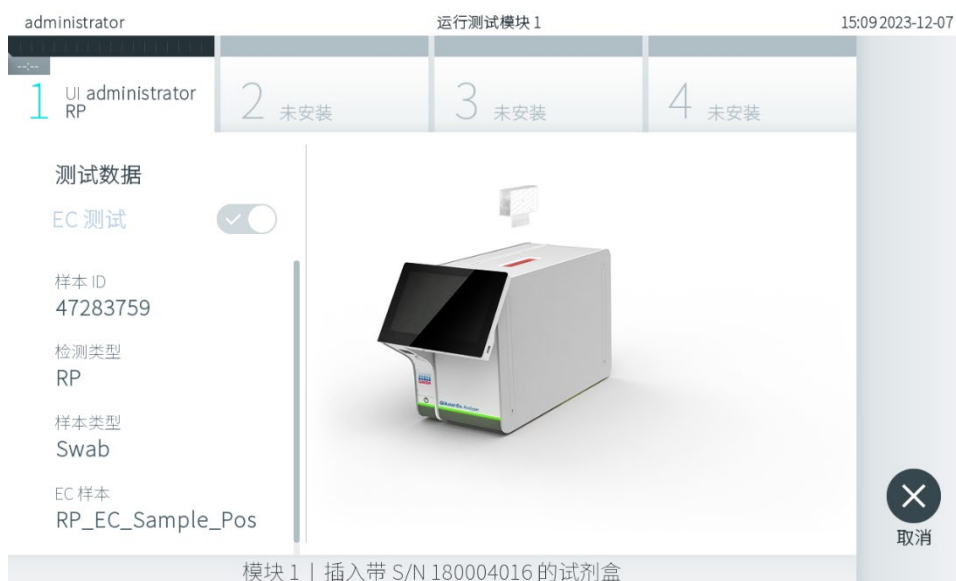 administrator
运行测试模块 1
15:09 2023-12-07
--:--
1 UI administrator
RP
2 未安装
3 未安装
4 未安装
测试数据
EC 测试
样本 ID
47283759
检测类型
RP
样本类型
Swab
EC 样本
RP_EC_Sample_Pos
取消
模块 1 | 插入带 S/N 180004016 的试剂盒